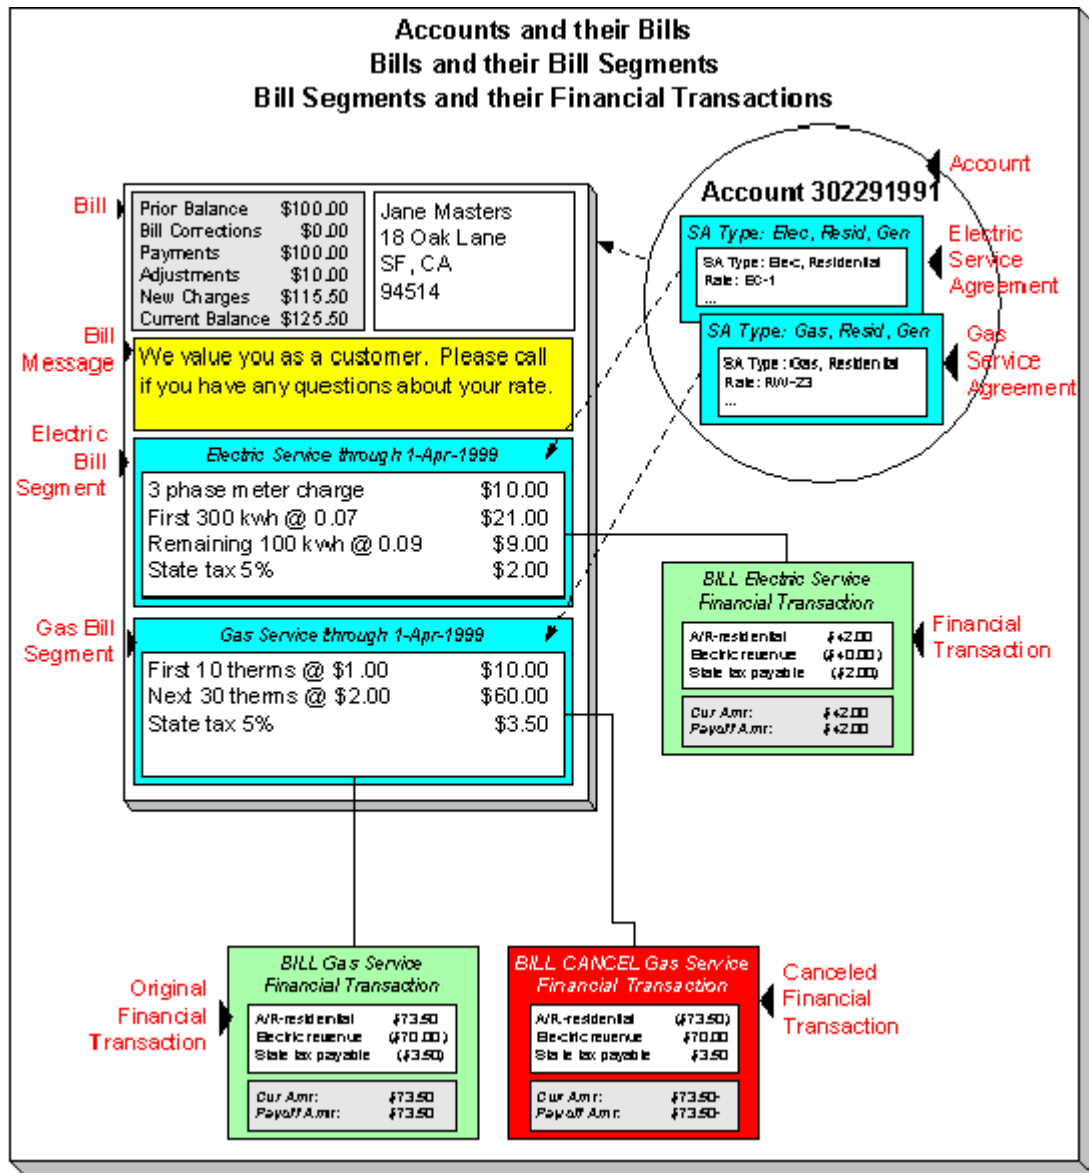 Accounts and their Bills
Bills and their Bill Segments
Bill Segments and their Financial Transactions
Account
Account 302291991
Bill
Prior Balance $100.00
Bill Corrections $0.00
Payments $100.00
Adjustments $10.00
New Charges $115.50
Current Balance $125.50
Jane Masters
18 Oak Lane
SF, CA
94514
SA Type: Elec, Resid, Gen
SA Type: Elec, Residential
Rate: EC-1
...
Electric
Service
Agreement
SA Type: Gas, Resid, Gen
SA Type: Gas, Residential
Rate: RW-23
...
Gas
Service
Agreement
Bill
Message
We value you as a customer. Please call
if you have any questions about your rate.
Electric
Bill
Segment
Electric Service through 1-Apr-1999
3 phase meter charge $10.00
First 300 kwh @ 0.07 $21.00
Remaining 100 kwh @ 0.09 $9.00
State tax 5% $2.00
BILL Electric Service
Financial Transaction
A/R-residential $42.00
Electric revenue ($40.00)
State tax payable ($2.00)
Cur Amt: $42.00
Payoff Amt: $42.00
Financial
Transaction
Gas Bill
Segment
Gas Service through 1-Apr-1999
First 10 therms @ $1.00 $10.00
Next 30 therms @ $2.00 $60.00
State tax 5% $3.50
Original
Financial
Transaction
BILL Gas Service
Financial Transaction
A/R-residential $73.50
Electric revenue ($70.00)
State tax payable ($3.50)
Cur Amt: $73.50
Payoff Amt: $73.50
BILL CANCEL Gas Service
Financial Transaction
A/R-residential ($73.50)
Electric revenue $70.00
State tax payable $3.50
Cur Amt: $73.50-
Payoff Amt: $73.50-
Canceled
Financial
Transaction